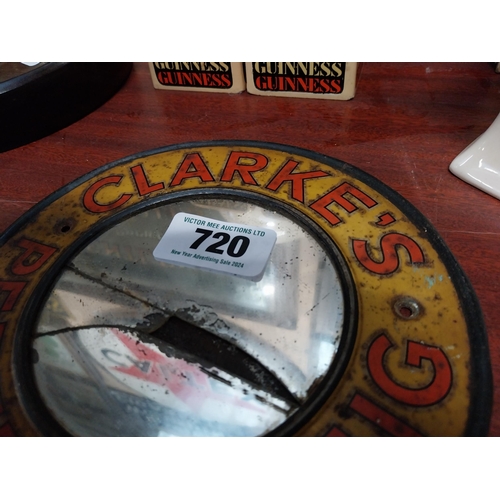 GUINNESS GUINNESS
GUINNESS GUINNESS
CLARKE'S
VICTOR MEE AUCTIONS LTD
720
New Year Advertising Sale 2024